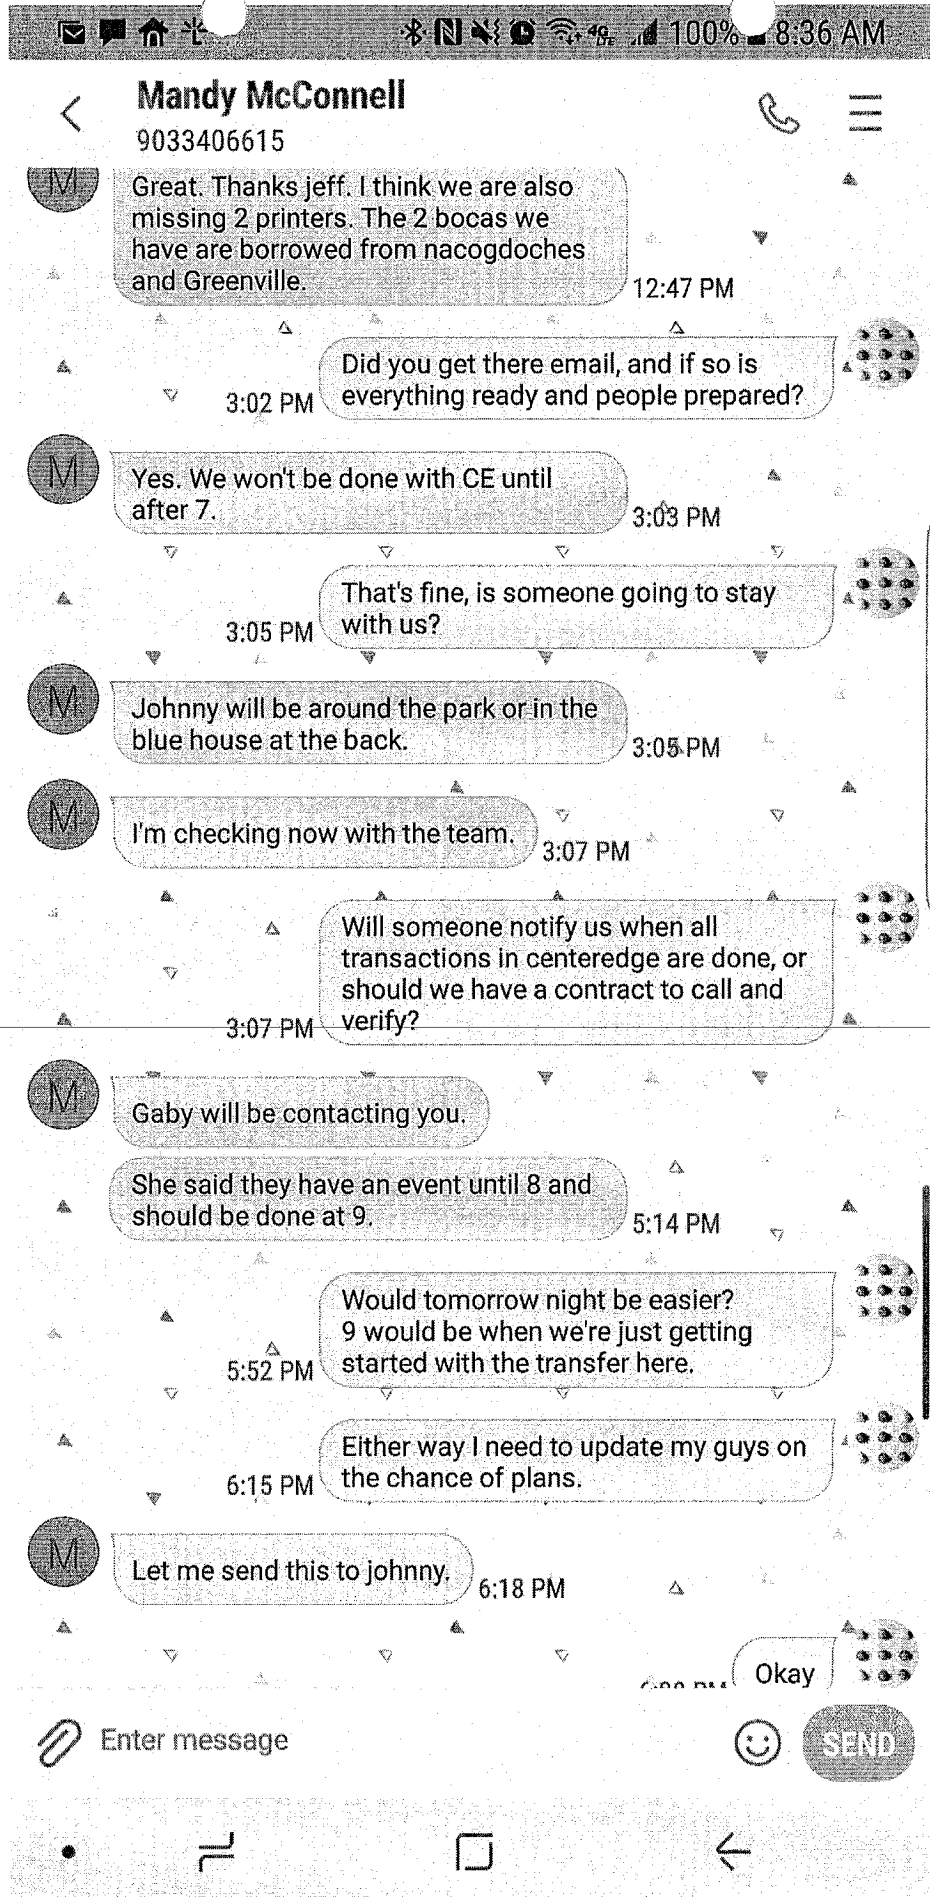 4G LTE 100% 8:36 AM
Mandy McConnell
9033406615
M
Great. Thanks jeff. I think we are also
missing 2 printers. The 2 bocas we
have are borrowed from nacogdoches
and Greenville.
12:47 PM
Did you get there email, and if so is
everything ready and people prepared?
3:02 PM
M
Yes. We won't be done with CE until
after 7.
3:03 PM
That's fine, is someone going to stay
with us?
3:05 PM
M
Johnny will be around the park or in the
blue house at the back.
3:05 PM
M
I'm checking now with the team.
3:07 PM
Will someone notify us when all
transactions in centeredge are done, or
should we have a contract to call and
verify?
3:07 PM
M
Gaby will be contacting you.
She said they have an event until 8 and
should be done at 9.
5:14 PM
Would tomorrow night be easier?
9 would be when we're just getting
started with the transfer here.
5:52 PM
Either way I need to update my guys on
the chance of plans.
6:15 PM
M
Let me send this to johnny.
6:18 PM
Okay
PM
Enter message
SEND